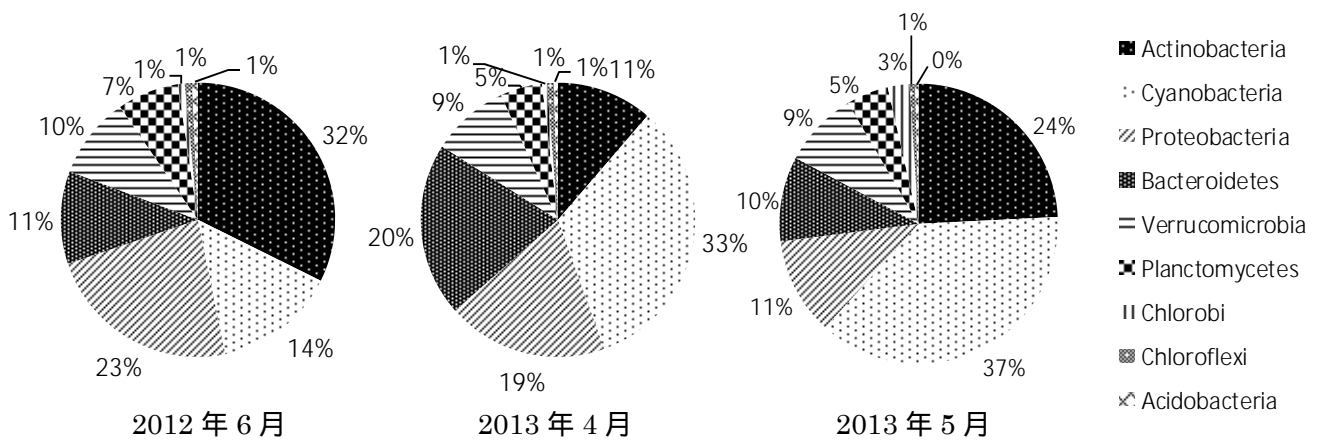 1%
1%
1%
7%
10%
32%
11%
23%
14%
2012 年 6 月
1%
1%
1%
11%
5%
9%
20%
33%
19%
2013 年 4 月
1%
0%
3%
5%
9%
24%
10%
11%
37%
2013 年 5 月
Actinobacteria
Cyanobacteria
Proteobacteria
Bacteroidetes
Verrucomicrobia
Planctomycetes
Chlorobi
Chloroflexi
Acidobacteria